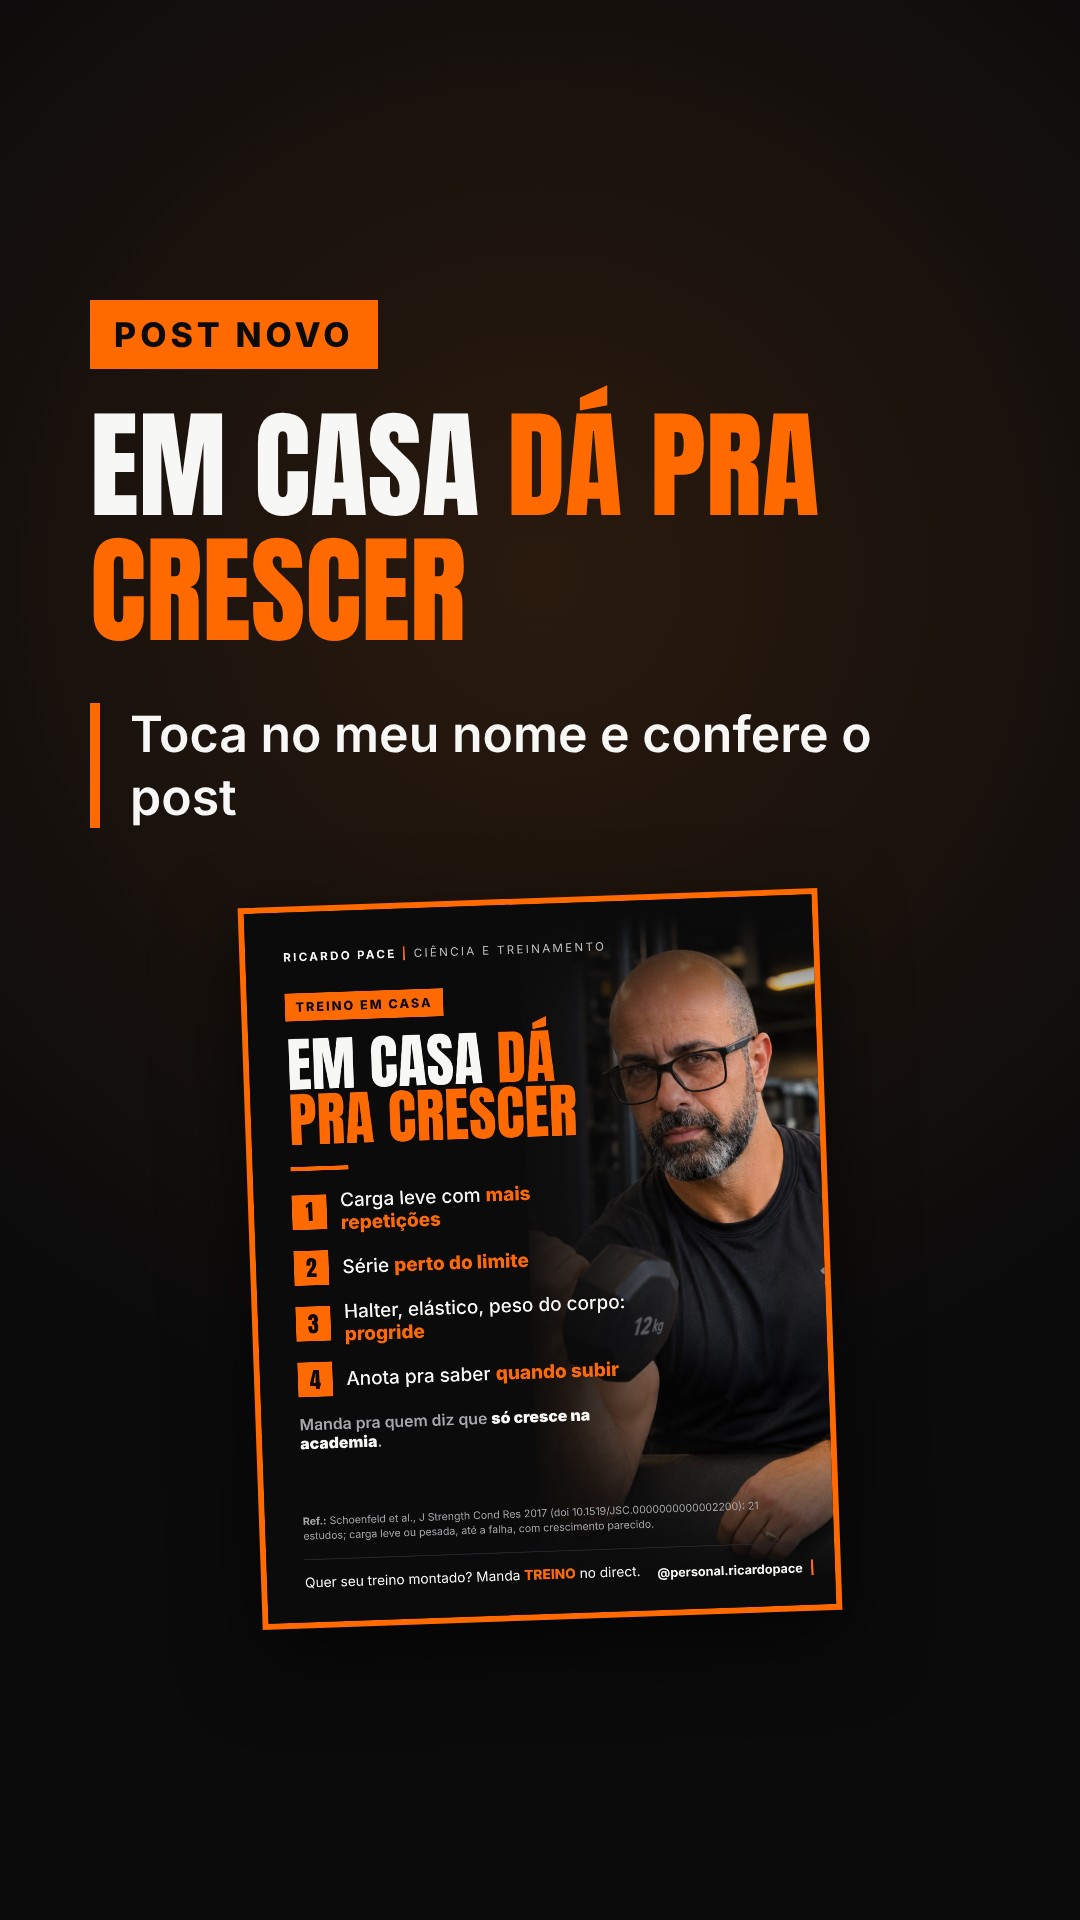 POST NOVO
EM CASA DÁ PRA
CRESCER
Toca no meu nome e confere o
post
RICARDO PACE | CIÊNCIA E TREINAMENTO
TREINO EM CASA
EM CASA DÁ
PRA CRESCER
1 Carga leve com mais
repetições
2 Série perto do limite
3 Halter, elástico, peso do corpo:
progride
4 Anota pra saber quando subir
12kg
Manda pra quem diz que só cresce na
academia.
Ref.: Schoenfeld et al., J Strength Cond Res 2017 (doi 10.1519/JSC.0000000000002200): 21
estudos; carga leve ou pesada, até a falha, com crescimento parecido.
Quer seu treino montado? Manda TREINO no direct. @personal.ricardopace |